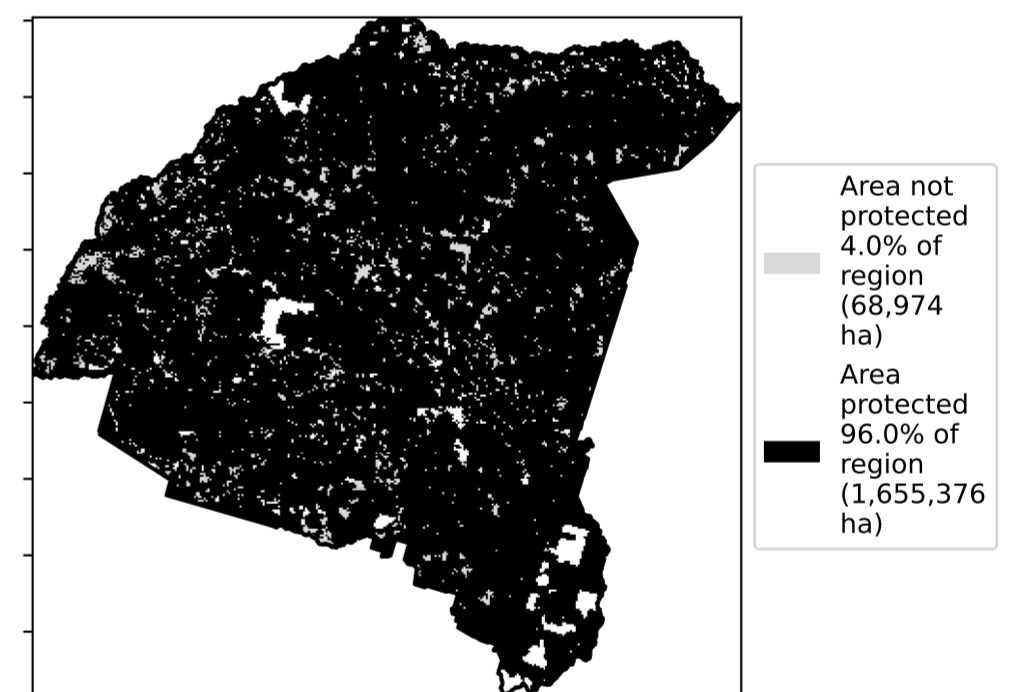 Area not
protected
4.0% of
region
(68,974
ha)
Area
protected
96.0% of
region
(1,655,376
ha)